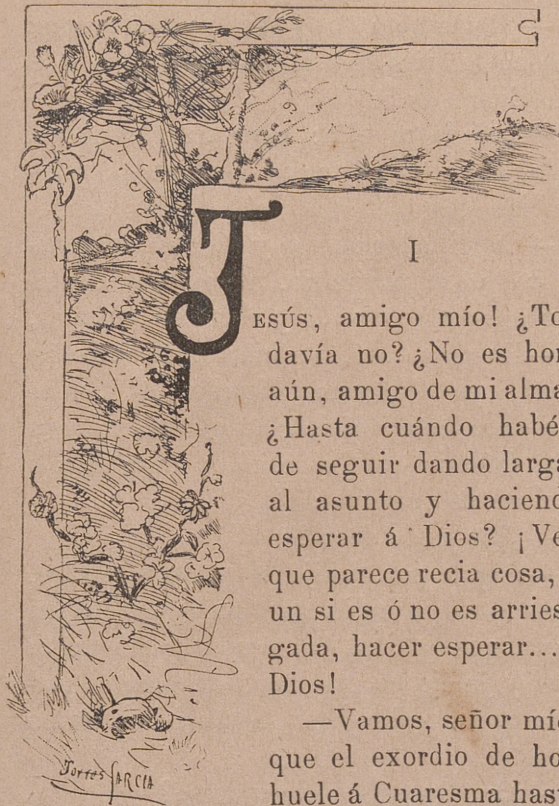 I
JESÚS, amigo mío! ¿To-
davía no? ¿No es hor
aún, amigo de mi alma
¿Hasta cuándo habé
de seguir dando larga
al asunto y haciend
esperar á Dios? ¡Ve
que parece recia cosa,
un si es ó no es arries
gada, hacer esperar...
Dios!
—Vamos, señor mí
que el exordio de ho
huele á Cuaresma has
Torres GARCIA